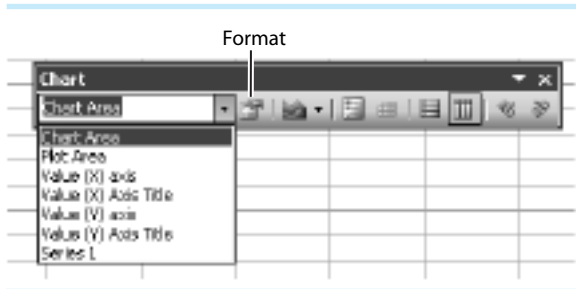 Format
Chart
Chart Area
Chart Area
Plot Area
Value (X) axis
Value (X) Axis Title
Value (Y) axis
Value (Y) Axis Title
Series 1